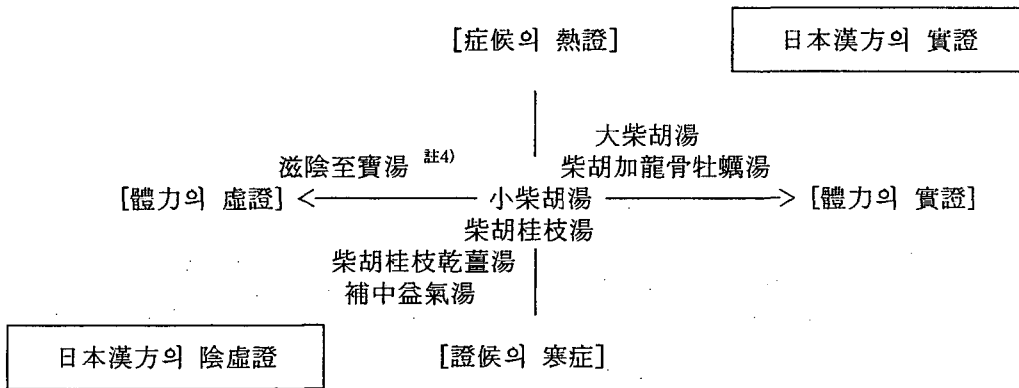 [症候의 熱證]
日本漢方의 實證
大柴胡湯
滋陰至寶湯 註4)
柴胡加龍骨牡蠣湯
[體力의 虛證]
小柴胡湯
[體力의 實證]
柴胡桂枝湯
柴胡桂枝乾薑湯
補中益氣湯
日本漢方의 陰虛證
[證候의 寒症]